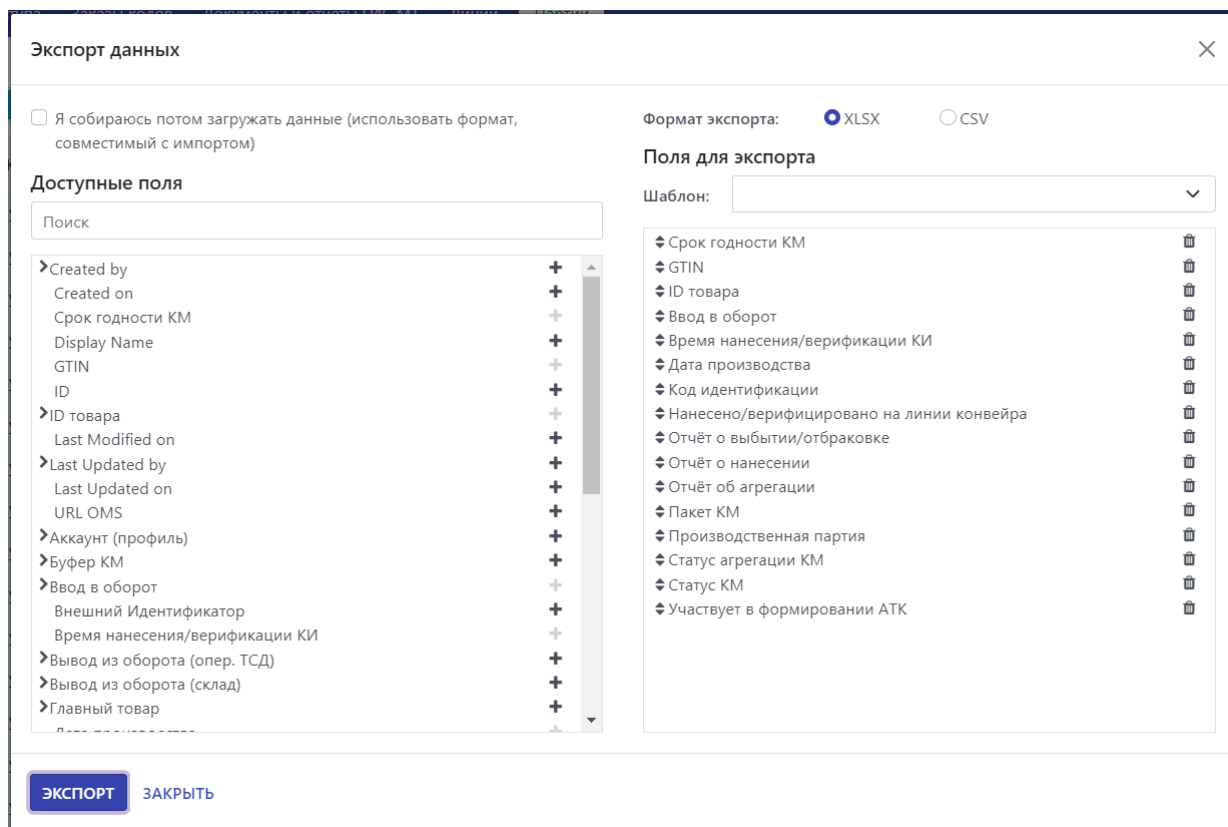 Экспорт данных
Я собираюсь потом загружать данные (использовать формат,
совместимый с импортом)
Доступные поля
Поиск
Created by
Created on
Срок годности КМ
Display Name
GTIN
ID
ID товара
Last Modified on
Last Updated by
Last Updated on
URL OMS
Аккаунт (профиль)
Буфер КМ
Ввод в оборот
Внешний Идентификатор
Время нанесения/верификации КИ
Вывод из оборота (опер. ТСД)
Вывод из оборота (склад)
Главный товар
Дата производства
Формат экспорта: XLSX CSV
Поля для экспорта
Шаблон:
Срок годности КМ
GTIN
ID товара
Ввод в оборот
Время нанесения/верификации КИ
Дата производства
Код идентификации
Нанесено/верифицировано на линии конвейра
Отчёт о выбытии/отбраковке
Отчёт о нанесении
Отчёт об агрегации
Пакет КМ
Производственная партия
Статус агрегации КМ
Статус КМ
Участвует в формировании АТК
ЭКСПОРТ ЗАКРЫТЬ